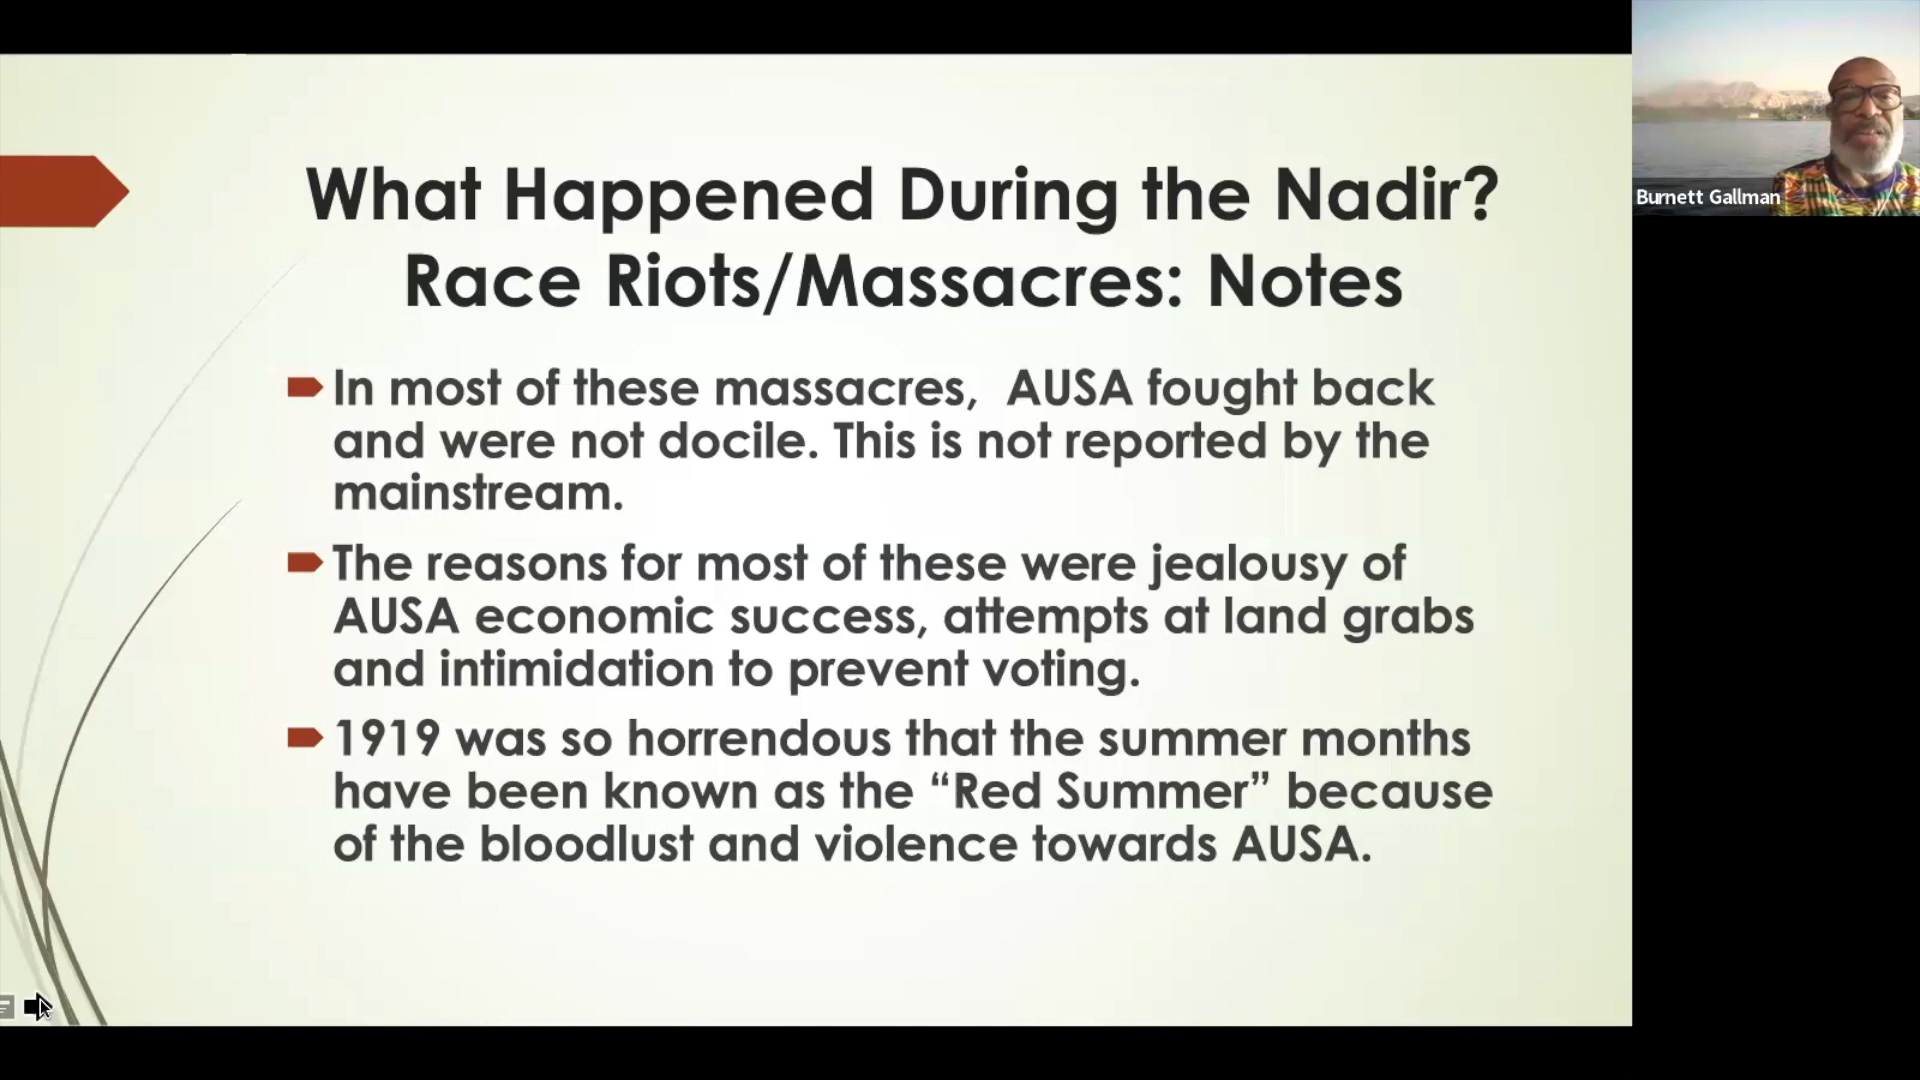 What Happened During the Nadir?
Race Riots/Massacres: Notes
In most of these massacres,  AUSA fought back
and were not docile. This is not reported by the
mainstream.
The reasons for most of these were jealousy of
AUSA economic success, attempts at land grabs
and intimidation to prevent voting.
1919 was so horrendous that the summer months
have been known as the “Red Summer” because
of the bloodlust and violence towards AUSA.
Burnett Gallman